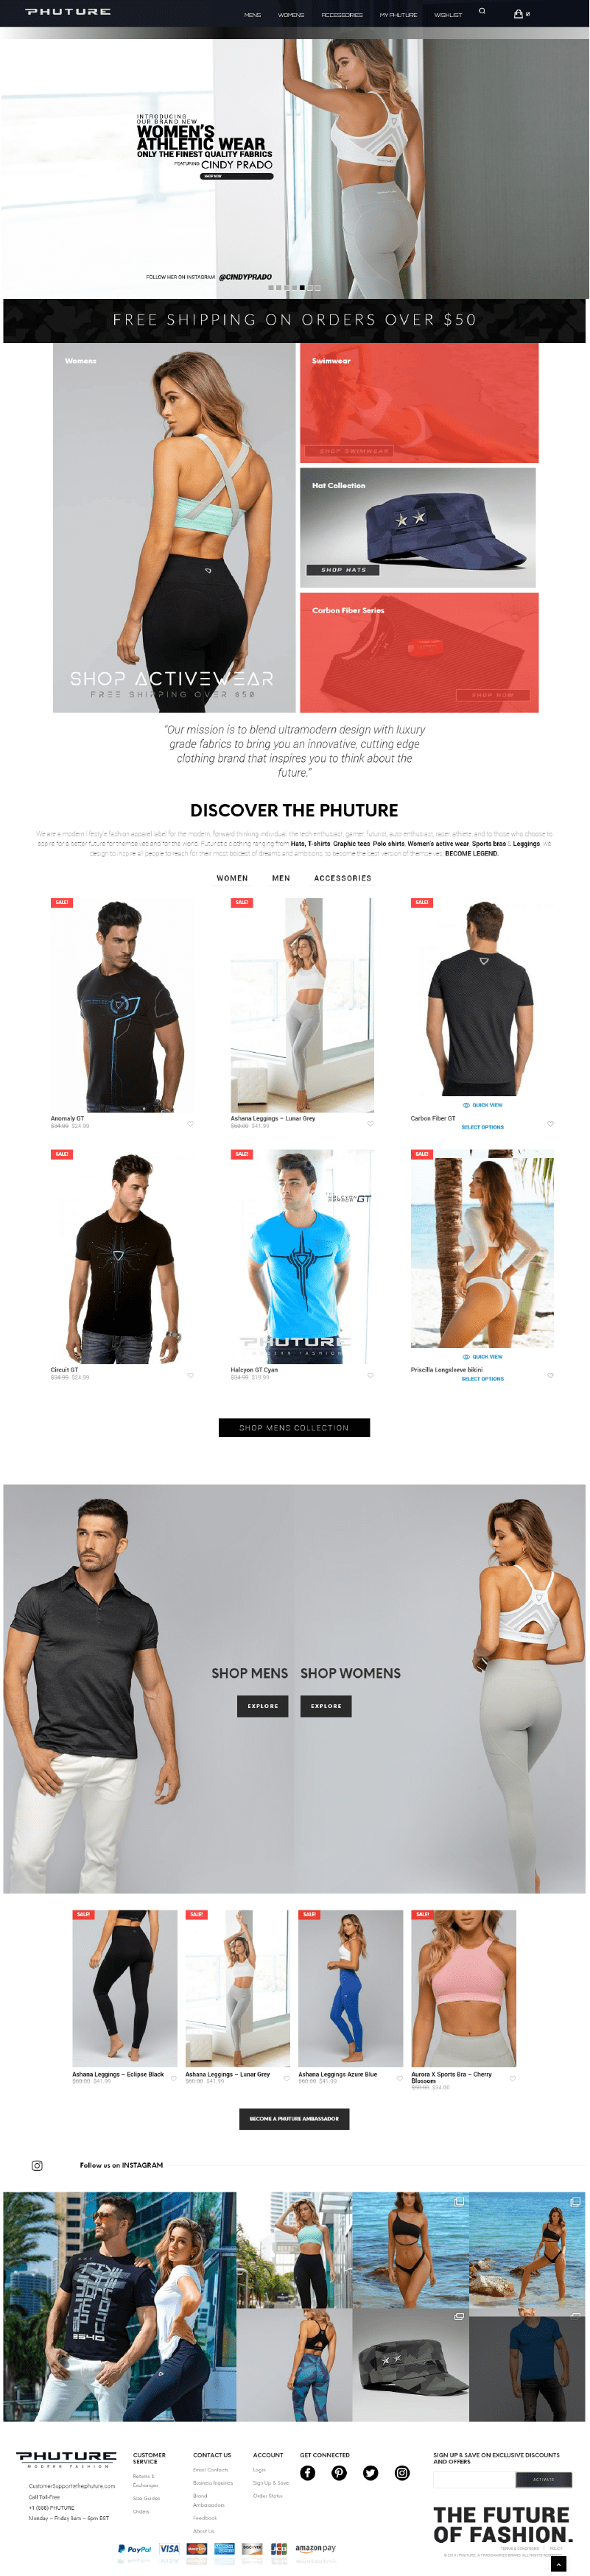 PHUTURE
MENS WOMENS ACCESSORIES MY PHUTURE WISHLIST 0
INTRODUCING
OUR BRAND NEW
WOMEN'S
ATHLETIC WEAR
ONLY THE FINEST QUALITY FABRICS
FEATURING CINDY PRADO
SHOP NOW
FOLLOW HER ON INSTAGRAM @CINDYPRADO
FREE SHIPPING ON ORDERS OVER $50
Womens
SHOP ACTIVEWEAR
FREE SHIPPING OVER $50
Swimwear
SHOP SWIMWEAR
Hat Collection
SHOP HATS
Carbon Fiber Series
SHOP NOW
"Our mission is to blend ultramodern design with luxury
grade fabrics to bring you an innovative, cutting edge
clothing brand that inspires you to think about the
future."
DISCOVER THE PHUTURE
We are a modern lifestyle fashion apparel label for the modern, forward thinking individual: the tech enthusiast, gamer, futurist, auto enthusiast, racer, athlete, and to those who choose to
aspire for a better future for themselves and for the world. Futuristic clothing ranging from Hats, T-shirts, Graphic tees, Polo shirts, Women's active wear, Sports bras & Leggings, we
design to inspire all people to reach for their most boldest of dreams and ambitions, to become the best version of themselves. BECOME LEGEND.
WOMEN MEN ACCESSORIES
SALE!
SALE!
SALE!
Anomaly GT
$34.99 $24.99
Ashana Leggings – Lunar Grey
$60.00 $41.99
QUICK VIEW
Carbon Fiber GT
SELECT OPTIONS
SALE!
SALE!
SALE!
HALCYON GT
PHUTURE
MODERN FASHION
Circuit GT
$34.99 $24.99
Halcyon GT Cyan
$34.99 $19.99
QUICK VIEW
Priscilla Longsleeve bikini
SELECT OPTIONS
SHOP MENS COLLECTION
SHOP MENS
EXPLORE
SHOP WOMENS
EXPLORE
SALE!
SALE!
SALE!
SALE!
Ashana Leggings – Eclipse Black
$60.00 $41.99
Ashana Leggings – Lunar Grey
$60.00 $41.99
Ashana Leggings Azure Blue
$60.00 $41.99
Aurora X Sports Bra – Cherry
Blossom
$50.00 $34.00
BECOME A PHUTURE AMBASSADOR
Follow us on INSTAGRAM
PHUTURE
MODERN FASHION
CustomerSupport@thephuture.com
Call Toll-Free
+1 (888) PHUTURE
Monday – Friday 9am – 6pm EST
CUSTOMER
SERVICE
Returns &
Exchanges
Size Guides
Orders
CONTACT US
Email Contacts
Business Inquiries
Brand
Ambassadors
Feedback
About Us
ACCOUNT
Login
Sign Up & Save
Order Status
GET CONNECTED
SIGN UP & SAVE ON EXCLUSIVE DISCOUNTS
AND OFFERS
ACTIVATE
THE FUTURE
OF FASHION.
PayPal VISA MasterCard AMERICAN EXPRESS DISCOVER JCB amazon pay